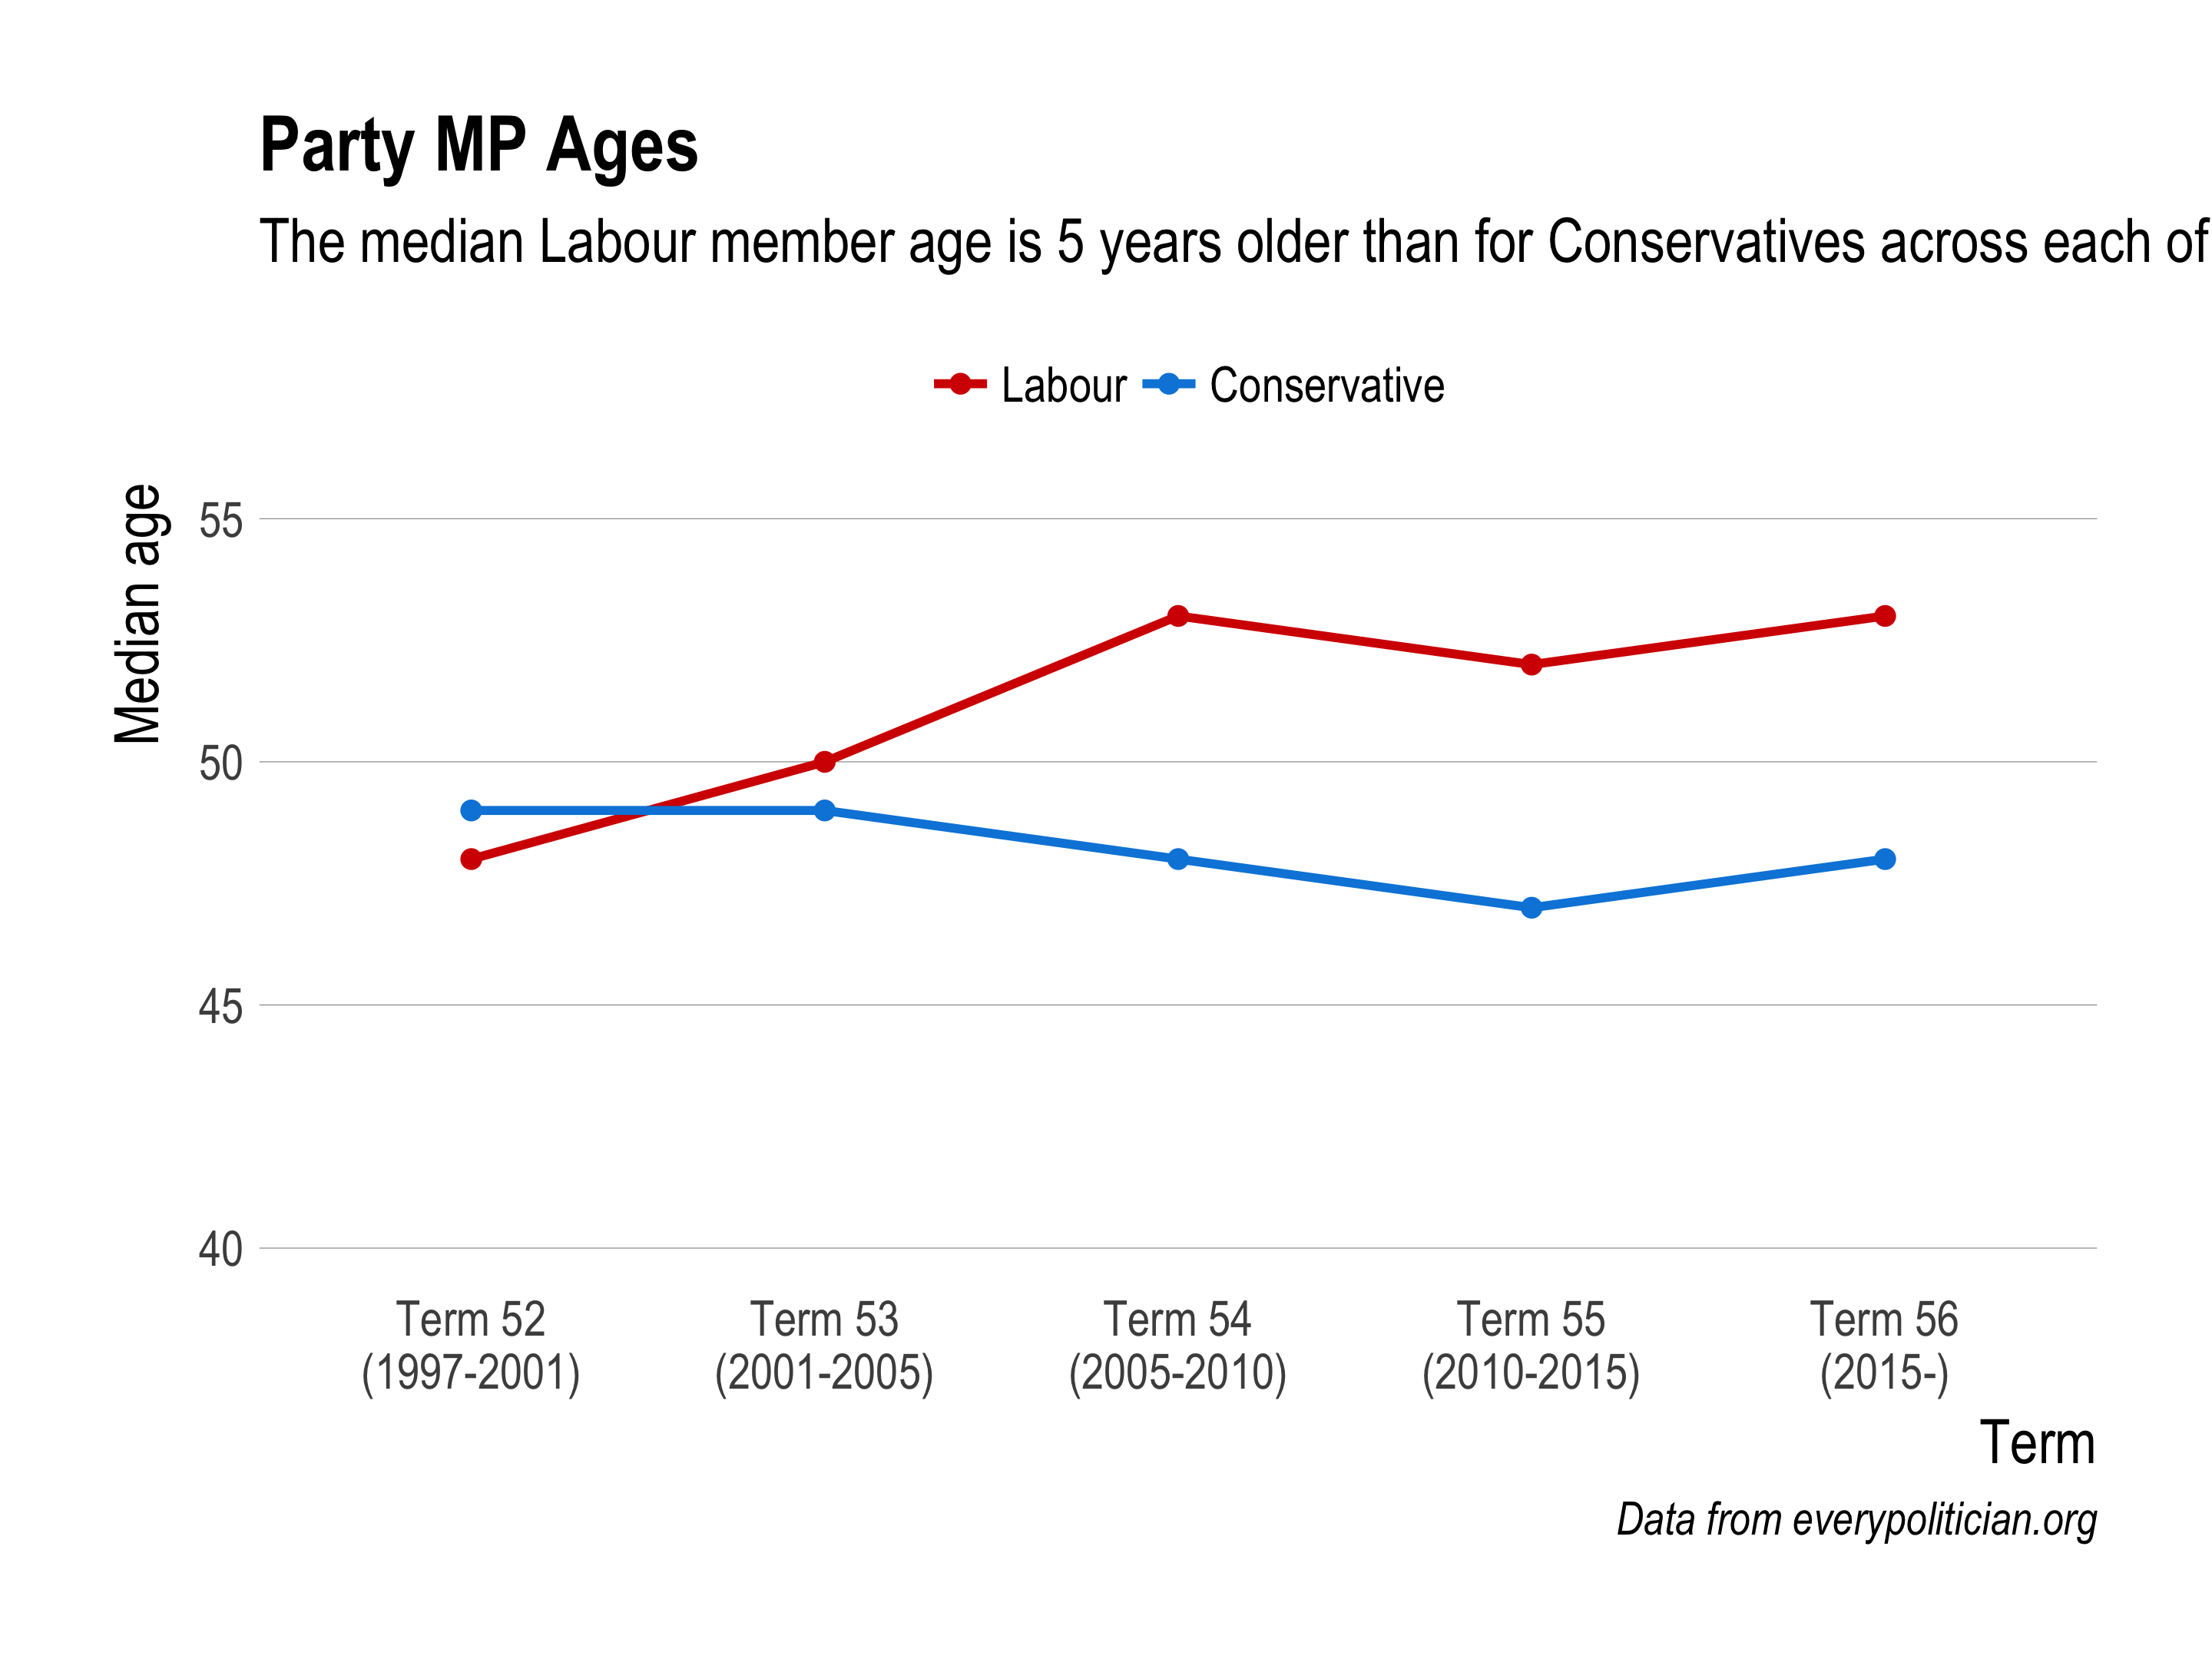 Party MP Ages
The median Labour member age is 5 years older than for Conservatives across each of
Labour Conservative
Median age
55
50
45
40
Term 52
(1997-2001)
Term 53
(2001-2005)
Term 54
(2005-2010)
Term 55
(2010-2015)
Term 56
(2015-)
Term
Data from everypolitician.org